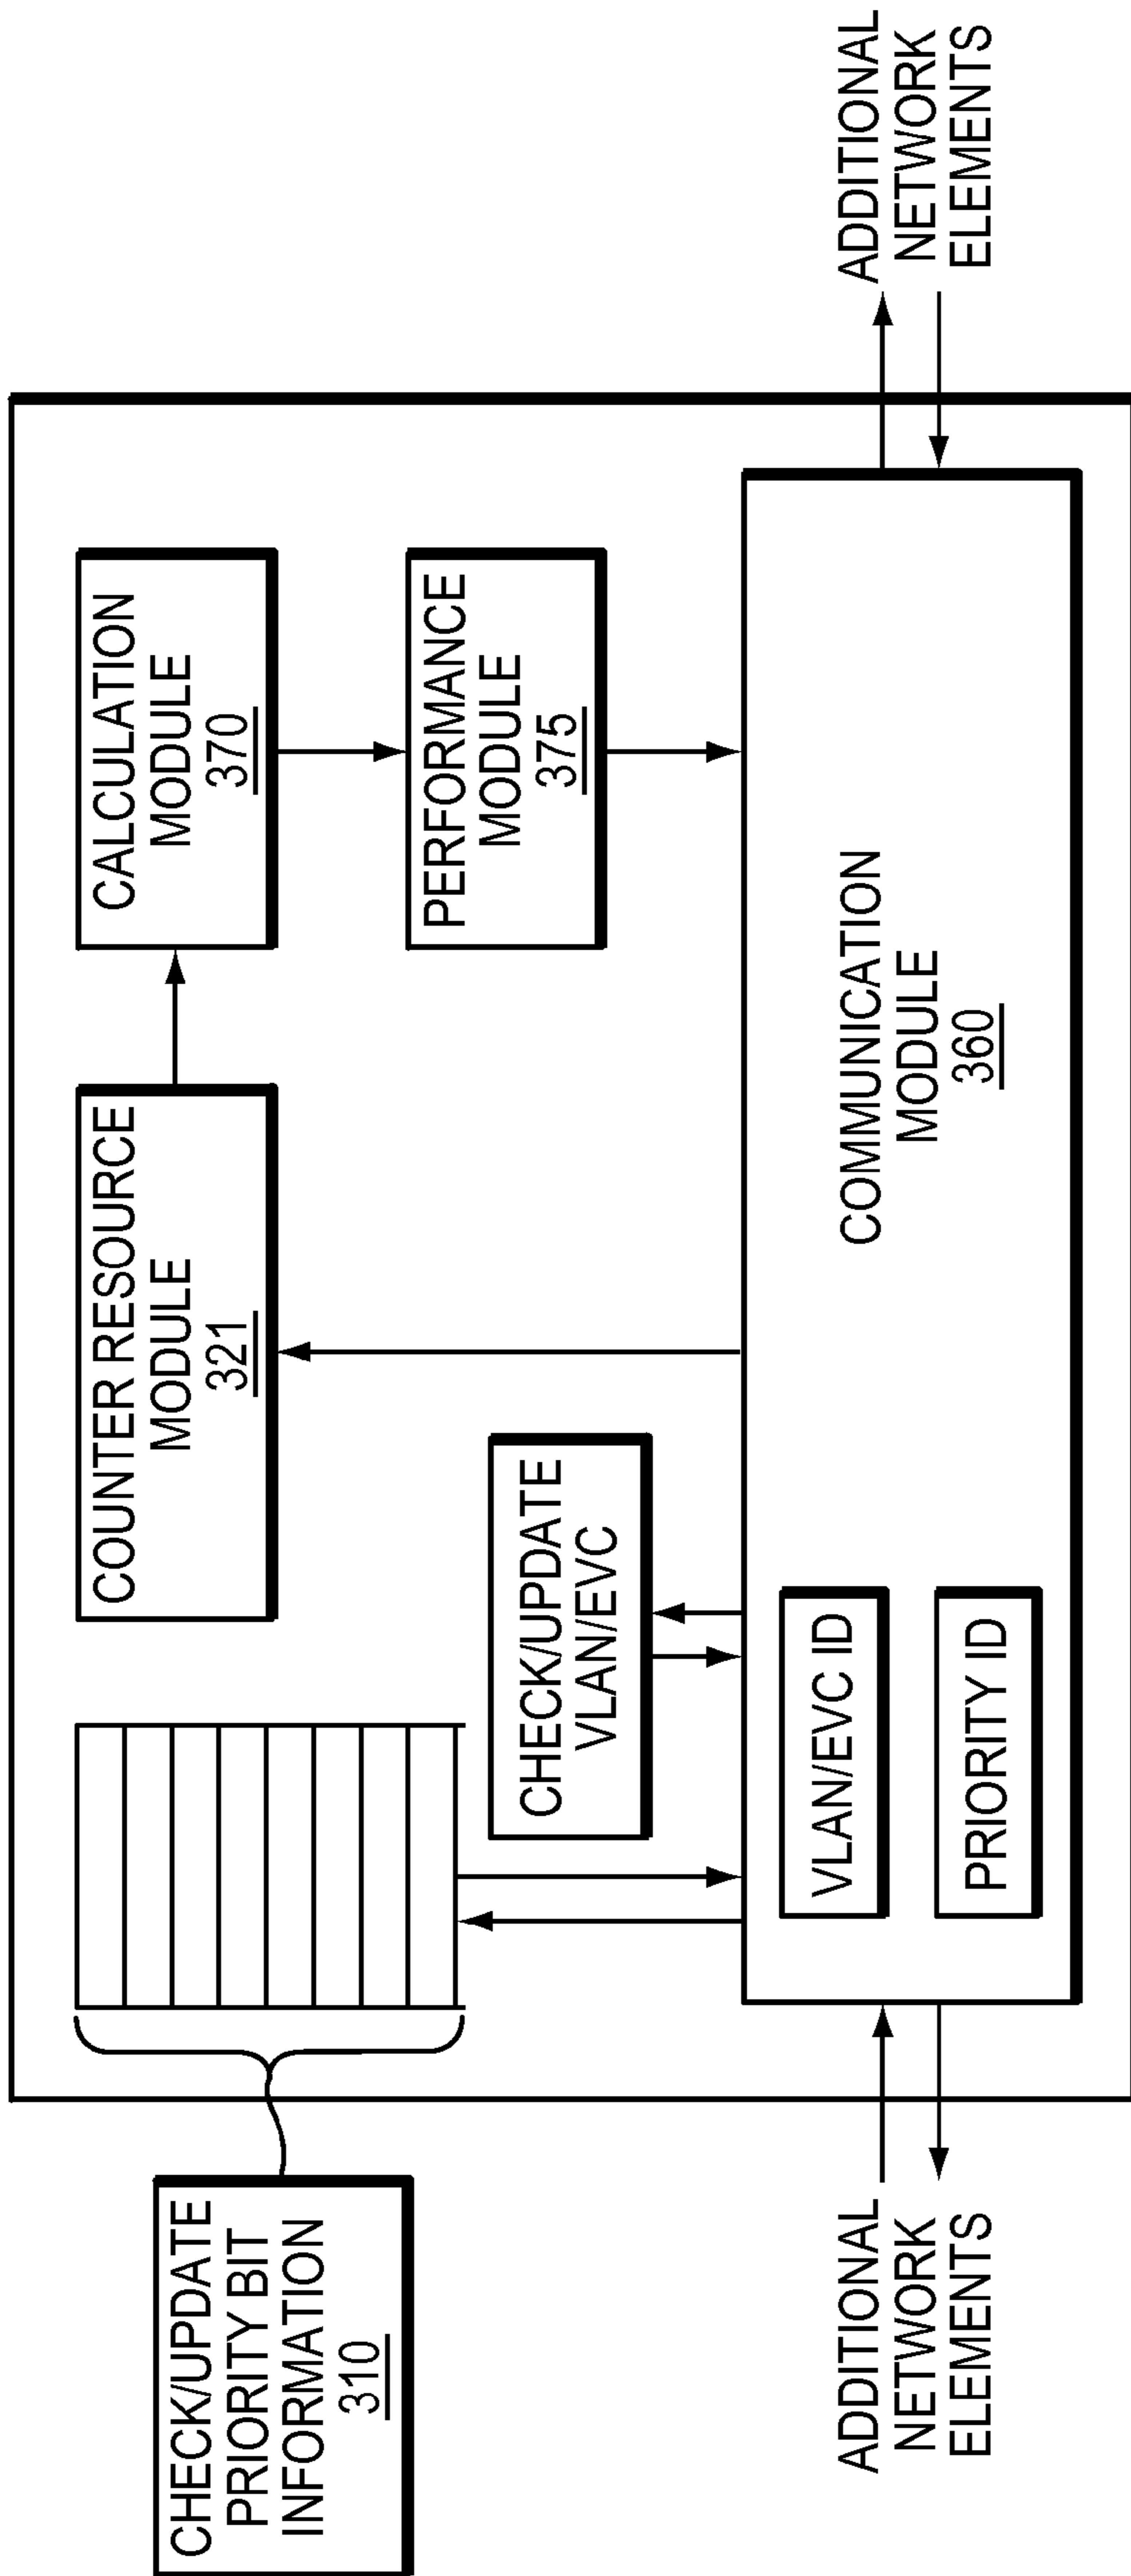 CHECK/UPDATE
PRIORITY BIT
INFORMATION
310
COUNTER RESOURCE
MODULE
321
CALCULATION
MODULE
370
PERFORMANCE
MODULE
375
CHECK/UPDATE
VLAN/EVC
VLAN/EVC ID
PRIORITY ID
COMMUNICATION
MODULE
360
ADDITIONAL
NETWORK
ELEMENTS
ADDITIONAL
NETWORK
ELEMENTS